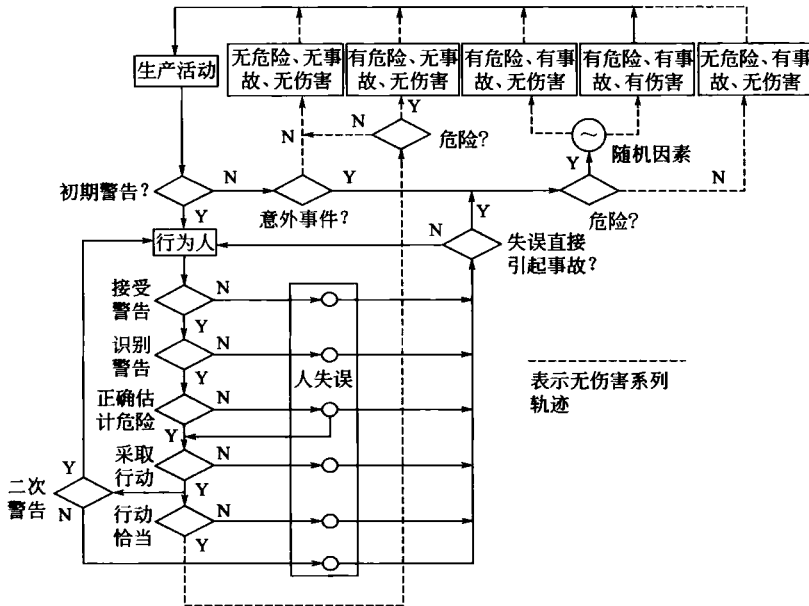 生产活动
无危险、无事
故、无伤害
有危险、无事
故、无伤害
有危险、有事
故、无伤害
有危险、有事
故、有伤害
无危险、有事
故、无伤害
N
N
Y
危险?
~
随机因素
Y
N
初期警告?
N
Y
意外事件?
Y
危险?
Y
行为人
N
Y
失误直接
引起事故?
接受
警告
N
Y
识别
警告
N
Y
人失误
正确估
计危险
N
Y
采取
行动
N
Y
二次
警告
Y
N
行动
恰当
N
Y
表示无伤害系列
轨迹